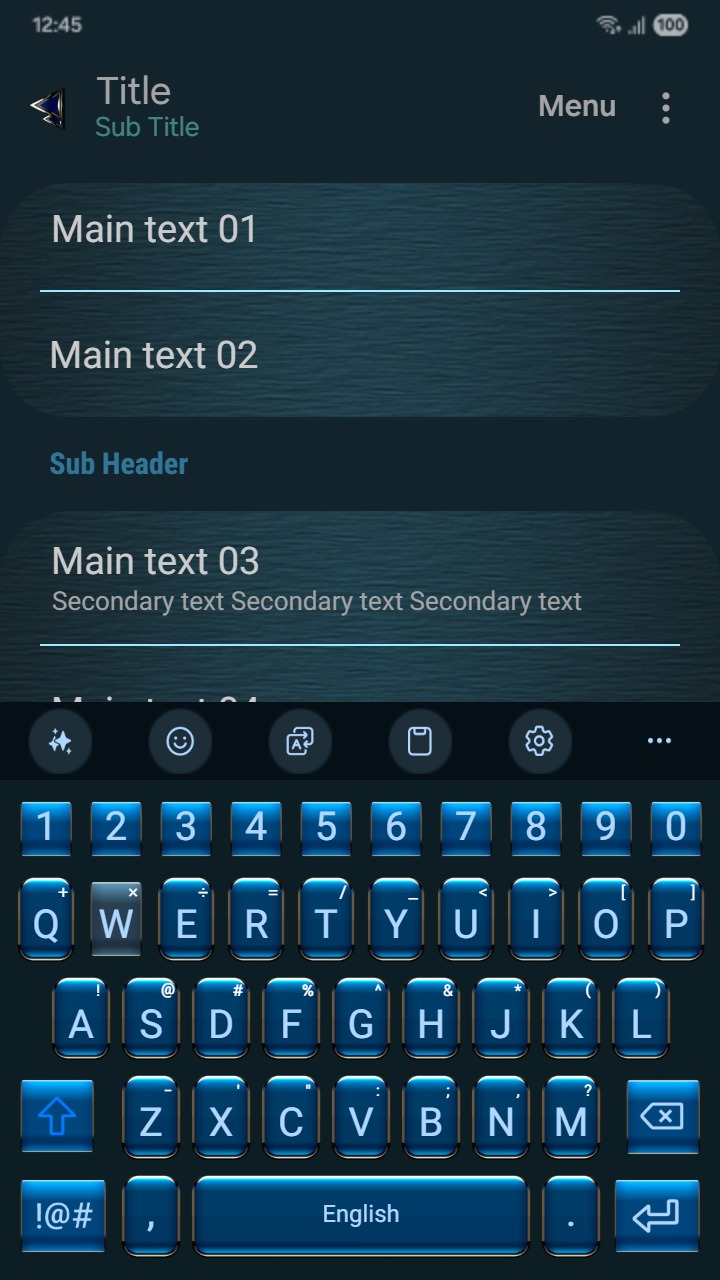 12:45
100
Title
Sub Title
Menu
Main text 01
Main text 02
Sub Header
Main text 03
Secondary text Secondary text Secondary text
1 2 3 4 5 6 7 8 9 0
+ × ÷ = / _ < > [ ]
Q W E R T Y U I O P
! @ # % ^ & * ( )
A S D F G H J K L
- ' " : ; , ?
Z X C V B N M
!@# , English .